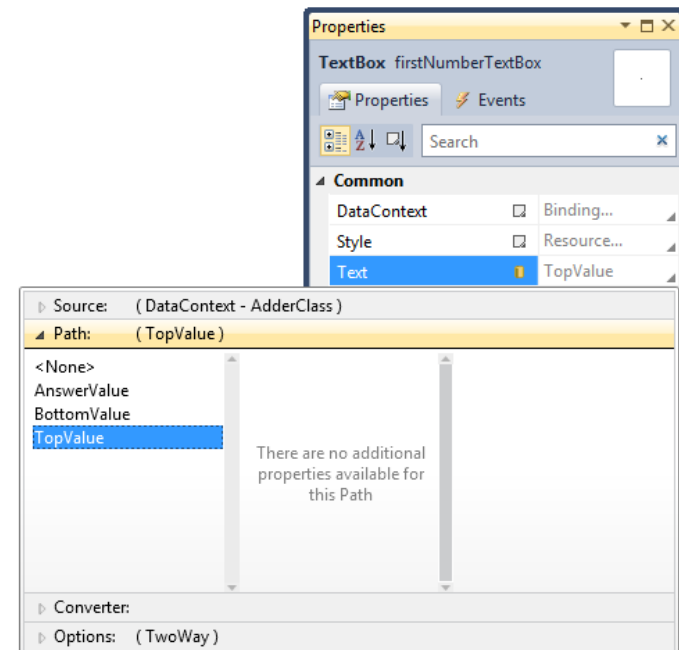 Properties
TextBox firstNumberTextBox
Properties Events
Search
Common
DataContext Binding...
Style Resource...
Text TopValue
Source: ( DataContext - AdderClass )
Path: ( TopValue )
<None>
AnswerValue
BottomValue
TopValue
There are no additional
properties available for
this Path
Converter:
Options: ( TwoWay )